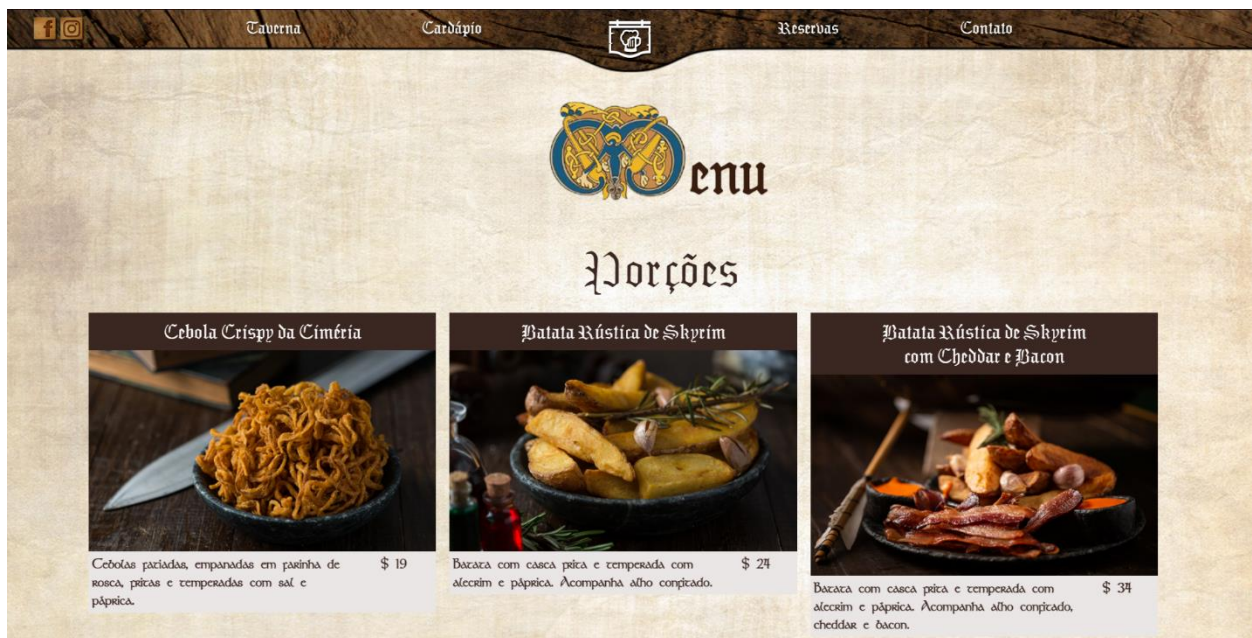 Taverna
Cardápio
Reservas
Contato
Menu
Porções
Cebola Crispy da Ciméria
Cebolas fatiadas, empanadas em farinha de
rosca, fritas e temperadas com sal e
páprica.
$ 19
Batata Rústica de Skyrim
Batata com casca frita e temperada com
alecrim e páprica. Acompanha alho confitado.
$ 24
Batata Rústica de Skyrim
com Cheddar e Bacon
Batata com casca frita e temperada com
alecrim e páprica. Acompanha alho confitado,
cheddar e bacon.
$ 34